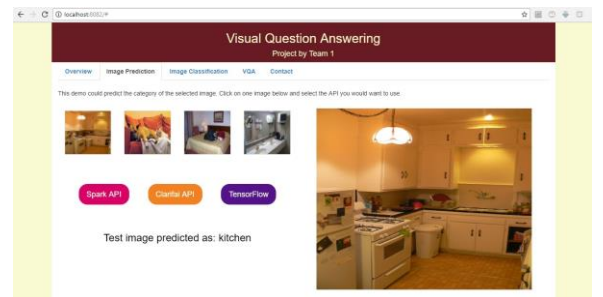 localhost:8082/#
Visual Question Answering
Project by Team 1
Overview Image Prediction Image Classification VQA Contact
This demo could predict the category of the selected image. Click on one image below and select the API you would want to use.
Spark API Clarifai API TensorFlow
Test image predicted as: kitchen